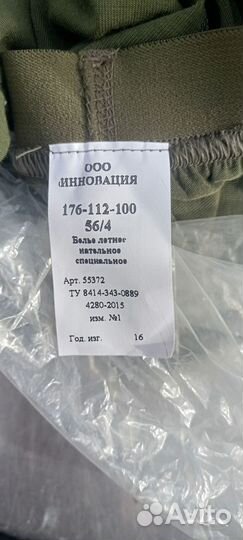 ООО
ИННОВАЦИЯ
176-112-100
56/4
Белье летнее
нательное
специальное
Арт. 55372
ТУ 8414-343-0889
4280-2015
изм. №1
Год. изг. 16
Avito